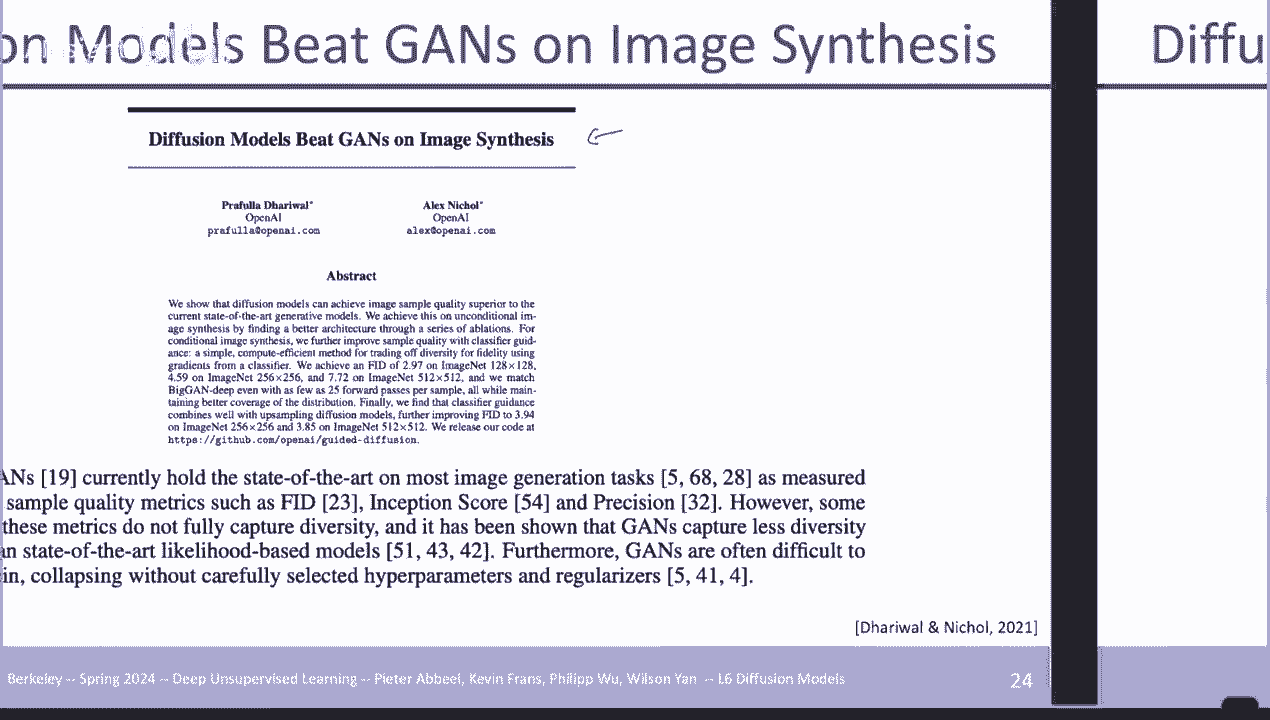 on Models Beat GANs on Image Synthesis
Diffu
Diffusion Models Beat GANs on Image Synthesis
Prafulla Dhariwal* Alex Nichol*
OpenAI OpenAI
prafulla@openai.com alex@openai.com
Abstract
We show that diffusion models can achieve image sample quality superior to the
current state-of-the-art generative models. We achieve this on unconditional im-
age synthesis by finding a better architecture through a series of ablations. For
conditional image synthesis, we further improve sample quality with classifier guid-
ance: a simple, compute-efficient method for trading off diversity for fidelity using
gradients from a classifier. We achieve an FID of 2.97 on ImageNet 128×128,
4.59 on ImageNet 256×256, and 7.72 on ImageNet 512×512, and we match
BigGAN-deep even with as few as 25 forward passes per sample, all while main-
taining better coverage of the distribution. Finally, we find that classifier guidance
combines well with upsampling diffusion models, further improving FID to 3.94
on ImageNet 256×256 and 3.85 on ImageNet 512×512. We release our code at
https://github.com/openai/guided-diffusion.
ANs [19] currently hold the state-of-the-art on most image generation tasks [5, 68, 28] as measured
sample quality metrics such as FID [23], Inception Score [54] and Precision [32]. However, some
these metrics do not fully capture diversity, and it has been shown that GANs capture less diversity
an state-of-the-art likelihood-based models [51, 43, 42]. Furthermore, GANs are often difficult to
in, collapsing without carefully selected hyperparameters and regularizers [5, 41, 4].
[Dhariwal & Nichol, 2021]
Berkeley -- Spring 2024 -- Deep Unsupervised Learning -- Pieter Abbeel, Kevin Frans, Philipp Wu, Wilson Yan -- L6 Diffusion Models
24